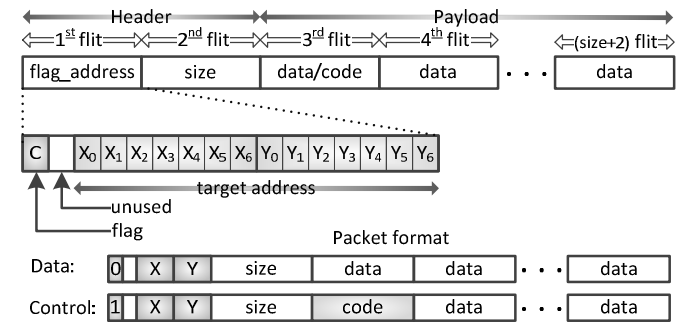 Header Payload
1st flit 2nd flit 3rd flit 4th flit (size+2) flit
flag_address size data/code data ... data
C X0 X1 X2 X3 X4 X5 X6 Y0 Y1 Y2 Y3 Y4 Y5 Y6
target address
unused
flag
Packet format
Data: 0 X Y size data data ... data
Control: 1 X Y size code data ... data